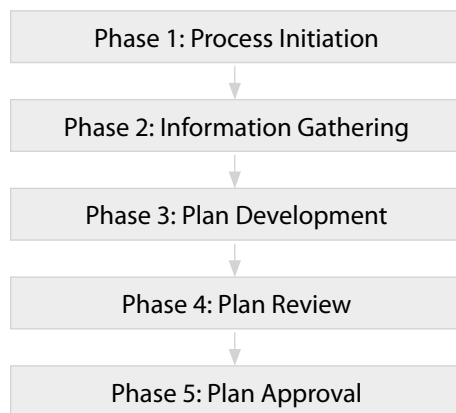 Phase 1: Process Initiation
Phase 2: Information Gathering
Phase 3: Plan Development
Phase 4: Plan Review
Phase 5: Plan Approval